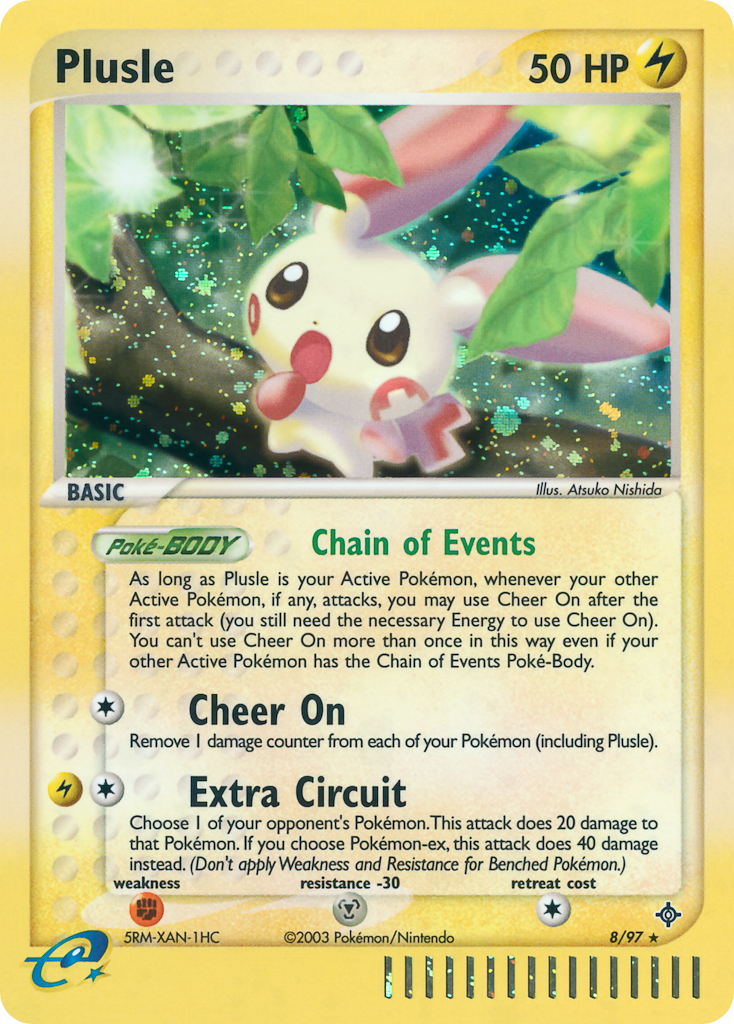 Plusle
50 HP
BASIC
Illus. Atsuko Nishida
Poké-BODY
Chain of Events
As long as Plusle is your Active Pokémon, whenever your other
Active Pokémon, if any, attacks, you may use Cheer On after the
first attack (you still need the necessary Energy to use Cheer On).
You can't use Cheer On more than once in this way even if your
other Active Pokémon has the Chain of Events Poké-Body.
Cheer On
Remove 1 damage counter from each of your Pokémon (including Plusle).
Extra Circuit
Choose 1 of your opponent's Pokémon. This attack does 20 damage to
that Pokémon. If you choose Pokémon-ex, this attack does 40 damage
instead. (Don't apply Weakness and Resistance for Benched Pokémon.)
weakness
resistance -30
retreat cost
5RM-XAN-1HC
©2003 Pokémon/Nintendo
8/97 ★
e